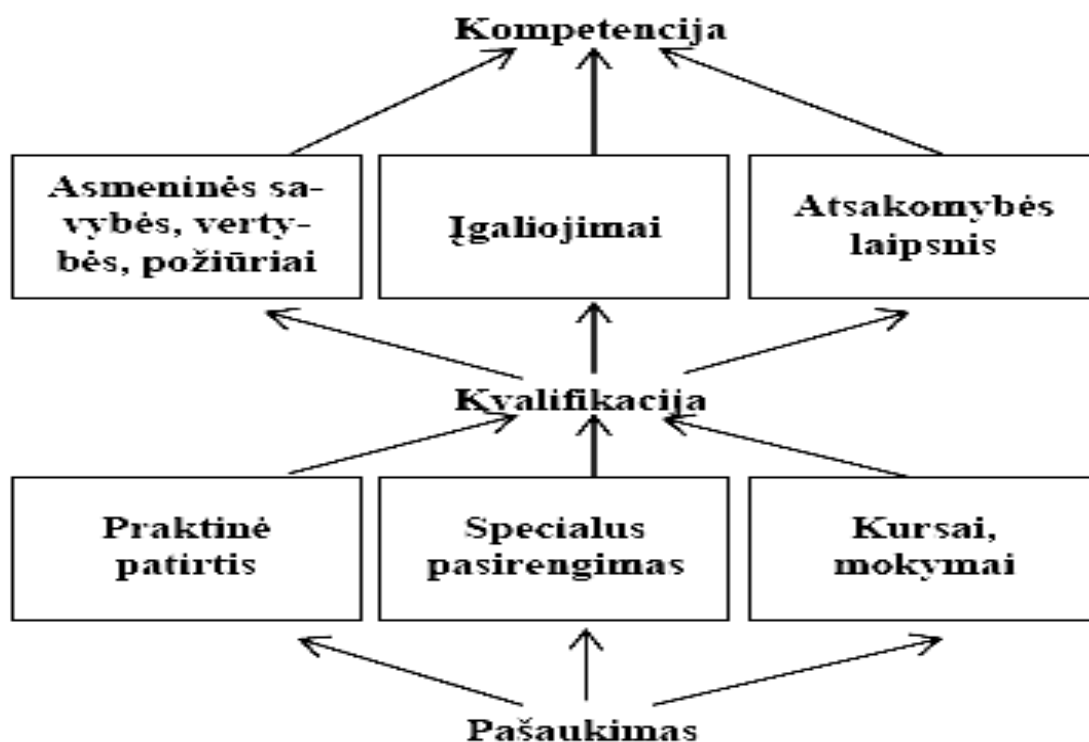 Kompetencija
Asmeninės sa-
vybės, verty-
bės, požiūriai
Įgaliojimai
Atsakomybės
laipsnis
Kvalifikacija
Praktinė
patirtis
Specialus
pasirengimas
Kursai,
mokymai
Pašaukimas